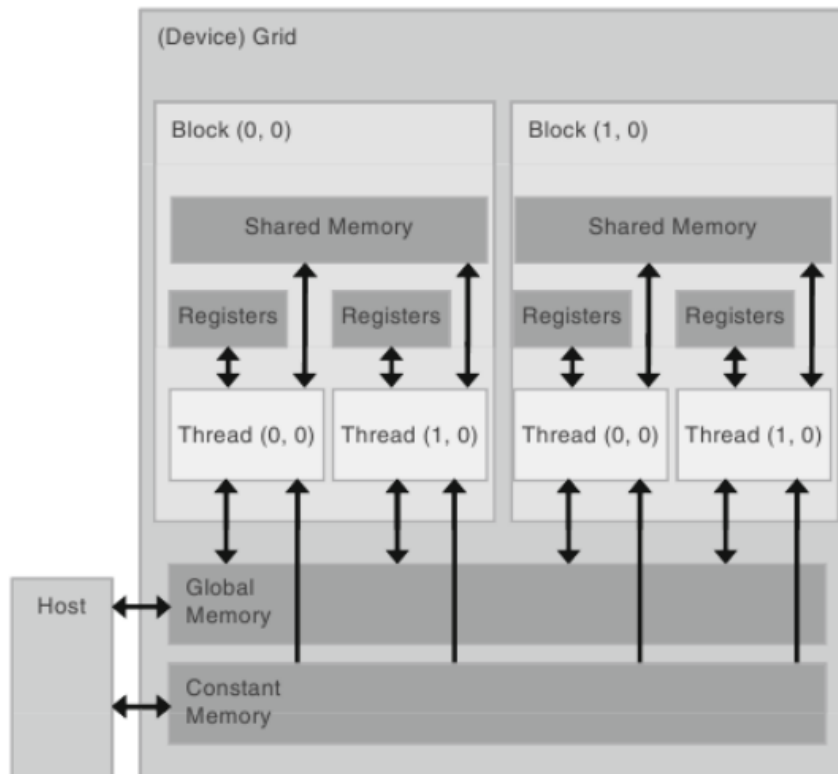 (Device) Grid
Block (0, 0)
Block (1, 0)
Shared Memory
Shared Memory
Registers
Registers
Registers
Registers
Thread (0, 0)
Thread (1, 0)
Thread (0, 0)
Thread (1, 0)
Host
Global
Memory
Constant
Memory